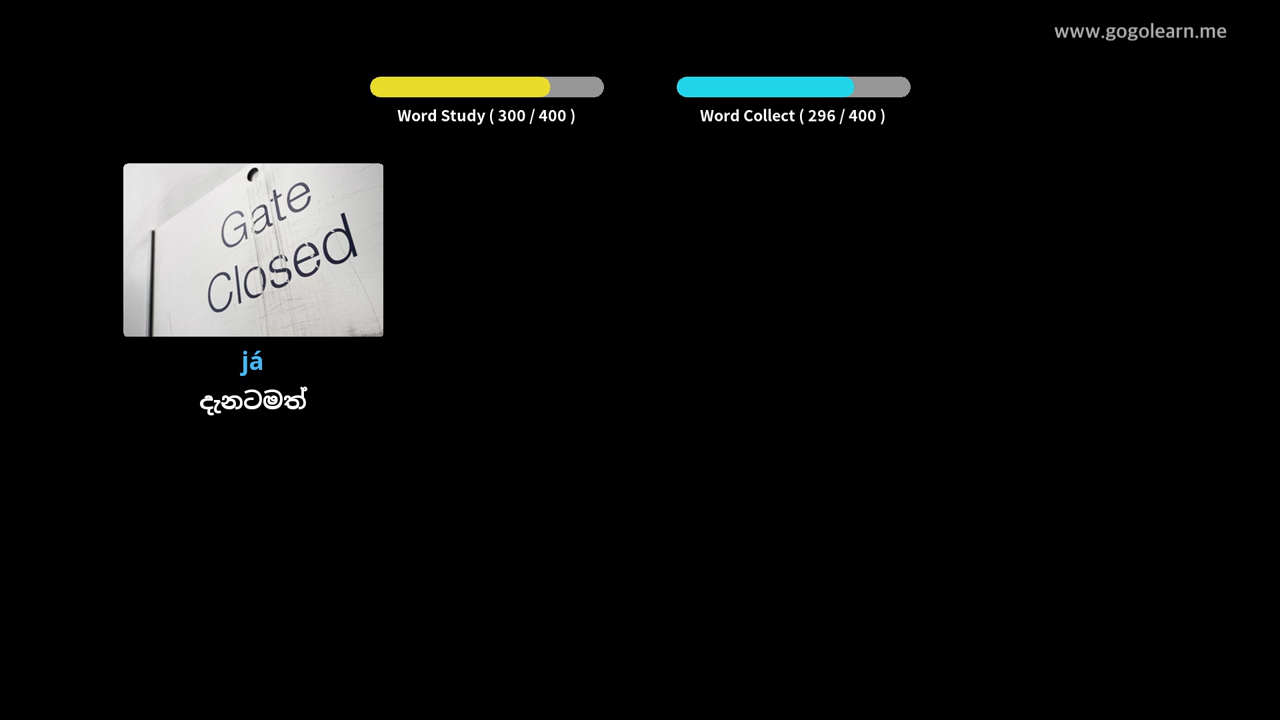 www.gogolearn.me
Word Study ( 300 / 400 )
Word Collect ( 296 / 400 )
Gate
Closed
já
දැනටමත්